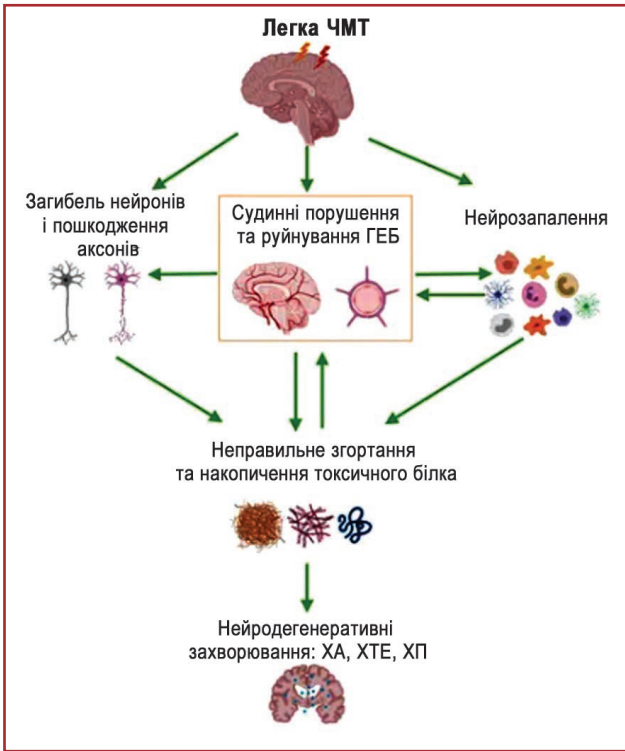 Легка ЧМТ
Загибель нейронів
і пошкодження
аксонів
Судинні порушення
та руйнування ГЕБ
Нейрозапалення
Неправильне згортання
та накопичення токсичного білка
Нейродегенеративні
захворювання: ХА, ХТЕ, ХП